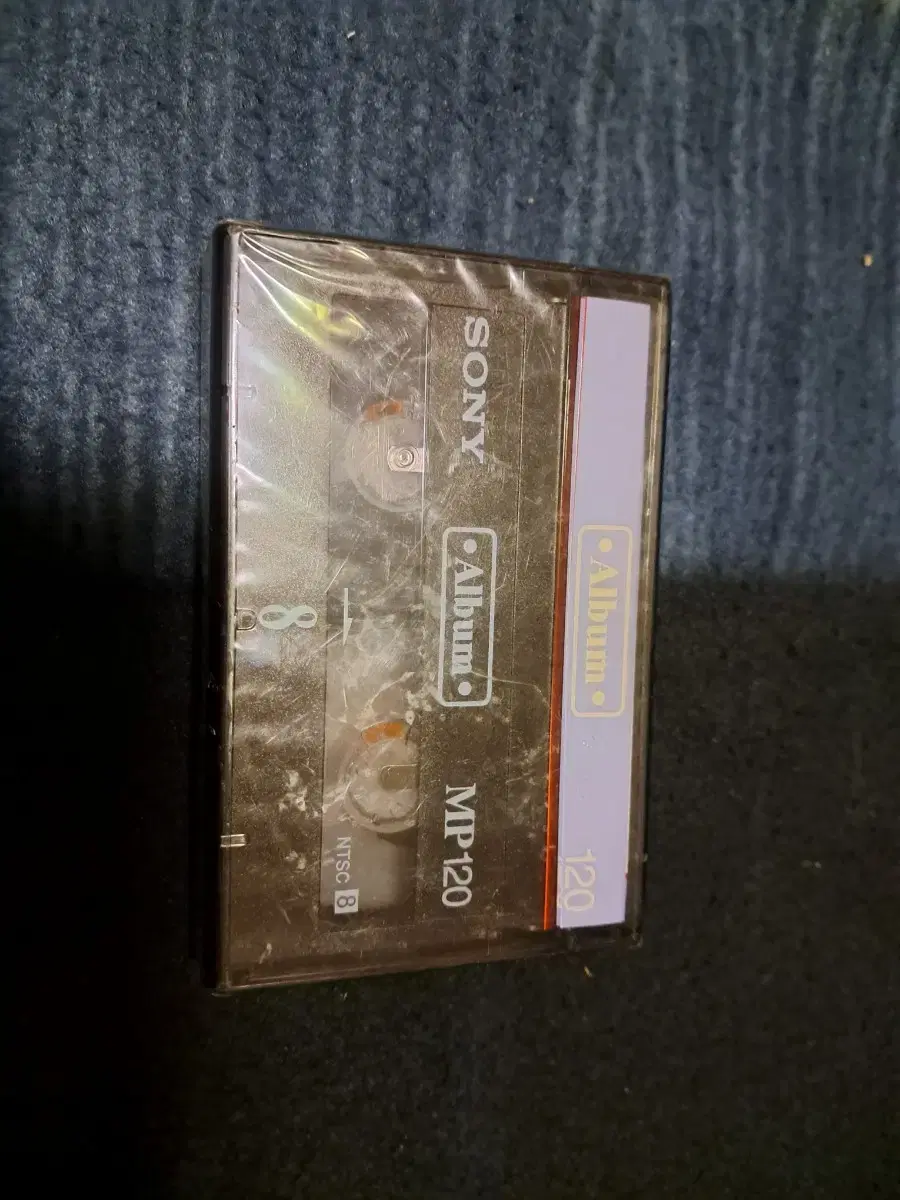 •Album•
120
SONY
•Album•
MP120
NTSC 8
8